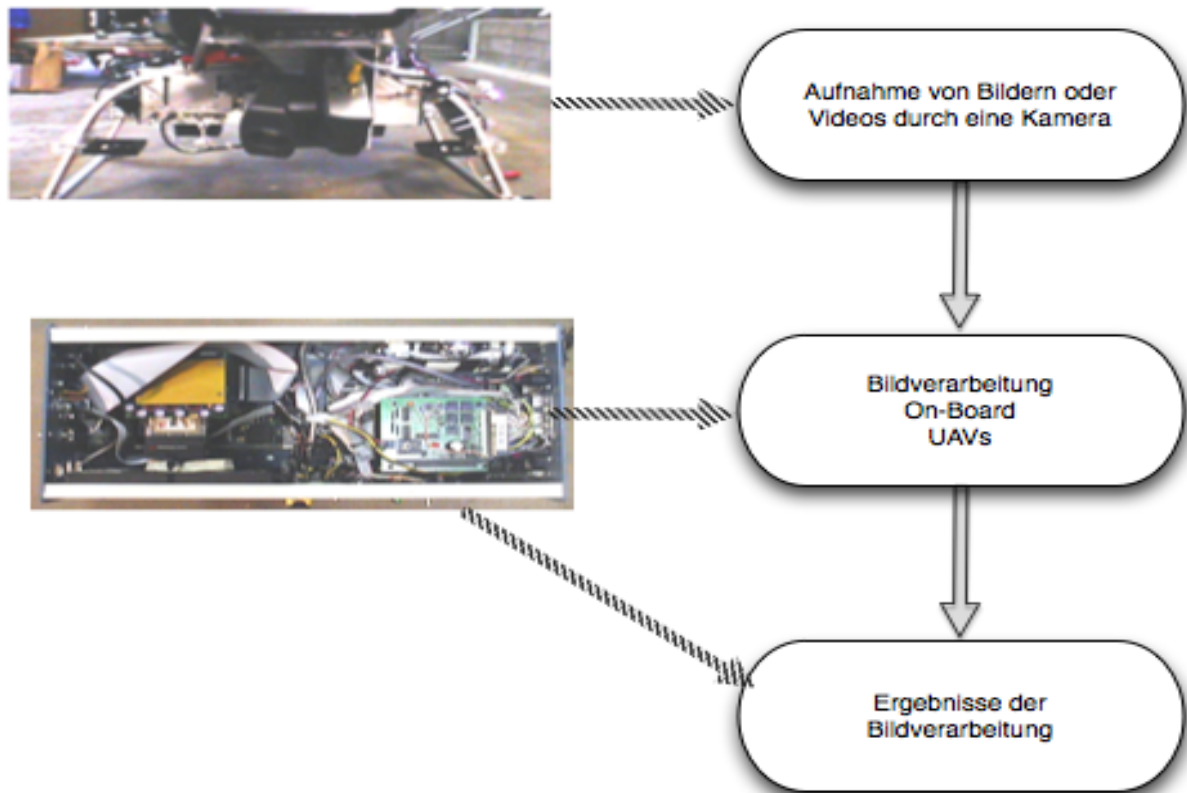 Aufnahme von Bildern oder
Videos durch eine Kamera
Bildverarbeitung
On-Board
UAVs
Ergebnisse der
Bildverarbeitung